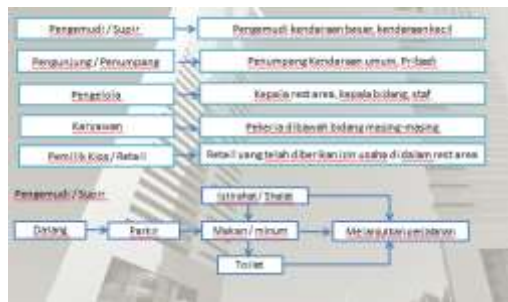 Pengemudi / Supir
Pengemudi kendaraan besar, kendaraan kecil
Pengunjung / Penumpang
Penumpang Kendaraan umum, Pribadi
Pengelola
Kepala rest area, kepala bidang, staf
Karyawan
Pekerja dibawah bidang masing-masing
Pemilik Kios / Retail
Retail yang telah diberikan izin usaha di dalam rest area
Pengemudi / Supir
Istirahat / Shalat
Datang
Parkir
Makan / minum
Melanjutkan perjalanan
Toilet